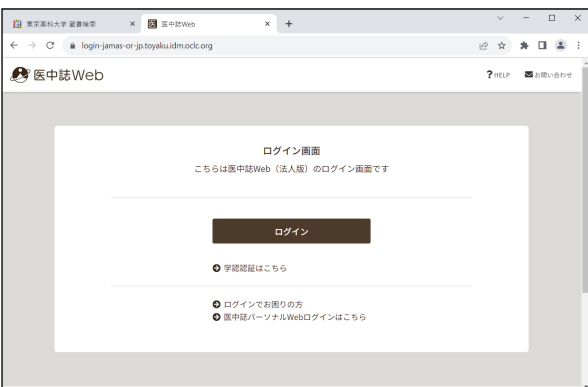 東京薬科大学 蔵書検索
医中誌Web
login-jamas-or-jp.toyaku.idm.oclc.org
医中誌Web
HELP
お問い合わせ
ログイン画面
こちらは医中誌Web（法人版）のログイン画面です
ログイン
学認認証はこちら
ログインでお困りの方
医中誌パーソナルWebログインはこちら